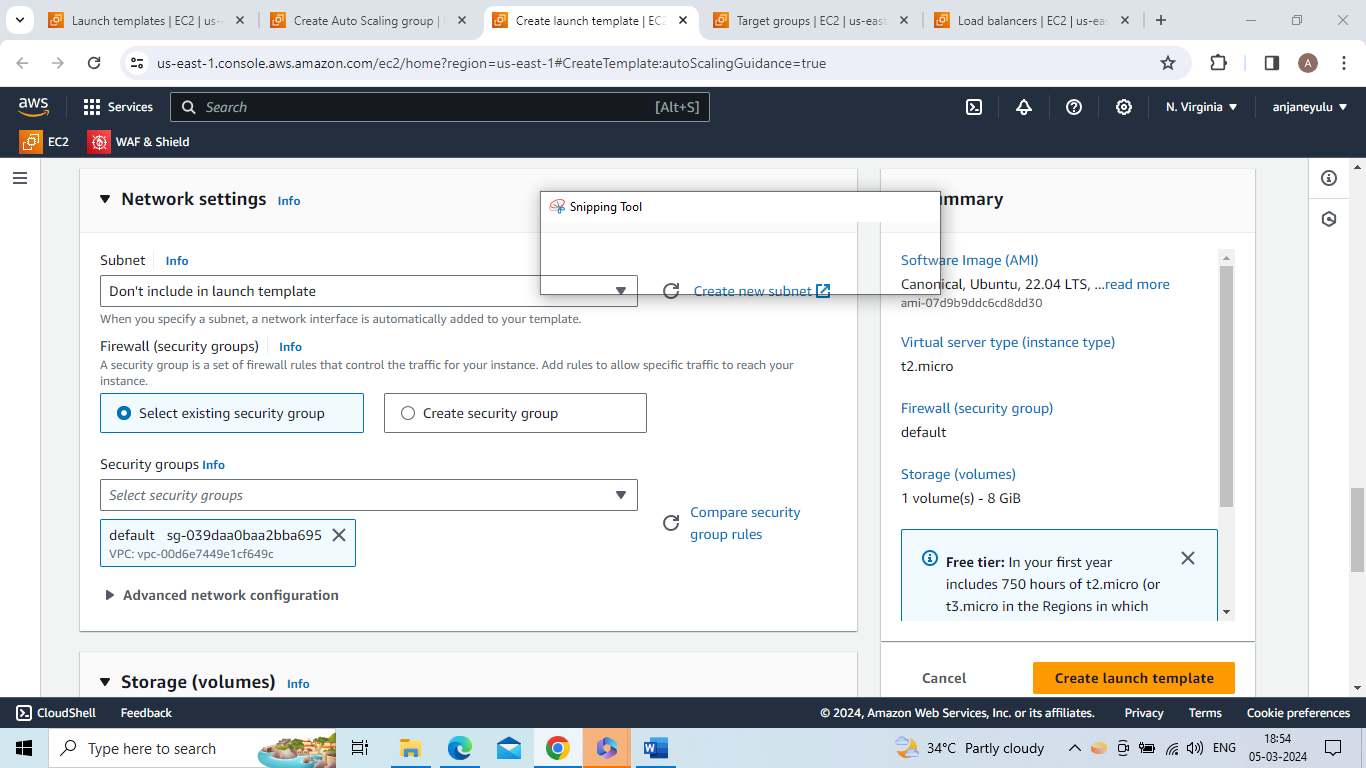 Launch templates | EC2 | us-e
Create Auto Scaling group |
Create launch template | EC2
Target groups | EC2 | us-east
Load balancers | EC2 | us-eas
us-east-1.console.aws.amazon.com/ec2/home?region=us-east-1#CreateTemplate:autoScalingGuidance=true
A
aws
Services
Search
[Alt+S]
N. Virginia
anjaneyulu
EC2
WAF & Shield
Network settings Info
Snipping Tool
Subnet Info
Don't include in launch template
Create new subnet
When you specify a subnet, a network interface is automatically added to your template.
Firewall (security groups) Info
A security group is a set of firewall rules that control the traffic for your instance. Add rules to allow specific traffic to reach your
instance.
Select existing security group
Create security group
Security groups Info
Select security groups
Compare security
group rules
default sg-039daa0baa2bba695
VPC: vpc-00d6e7449e1cf649c
Advanced network configuration
Storage (volumes) Info
ummary
Software Image (AMI)
Canonical, Ubuntu, 22.04 LTS, ...read more
ami-07d9b9ddc6cd8dd30
Virtual server type (instance type)
t2.micro
Firewall (security group)
default
Storage (volumes)
1 volume(s) - 8 GiB
Free tier: In your first year
includes 750 hours of t2.micro (or
t3.micro in the Regions in which
Cancel
Create launch template
CloudShell
Feedback
© 2024, Amazon Web Services, Inc. or its affiliates.
Privacy
Terms
Cookie preferences
Type here to search
34°C Partly cloudy
ENG
18:54
05-03-2024